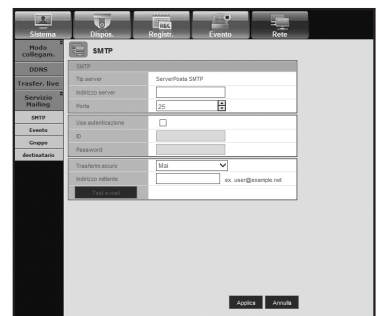 Sistema
Dispos.
REC
Registr.
Evento
Rete
Modo collegam.
DDNS
Trasfer. live
Servizio Mailing
SMTP
Evento
Gruppo
destinatario
SMTP
SMTP
Tip server ServerPosta SMTP
Indirizzo server
Porta 25
Usa autenticazione
ID
Password
Trasferim.sicuro Mai
Indirizzo mittente ex. user@example.net
Test e-mail
Applica Annulla